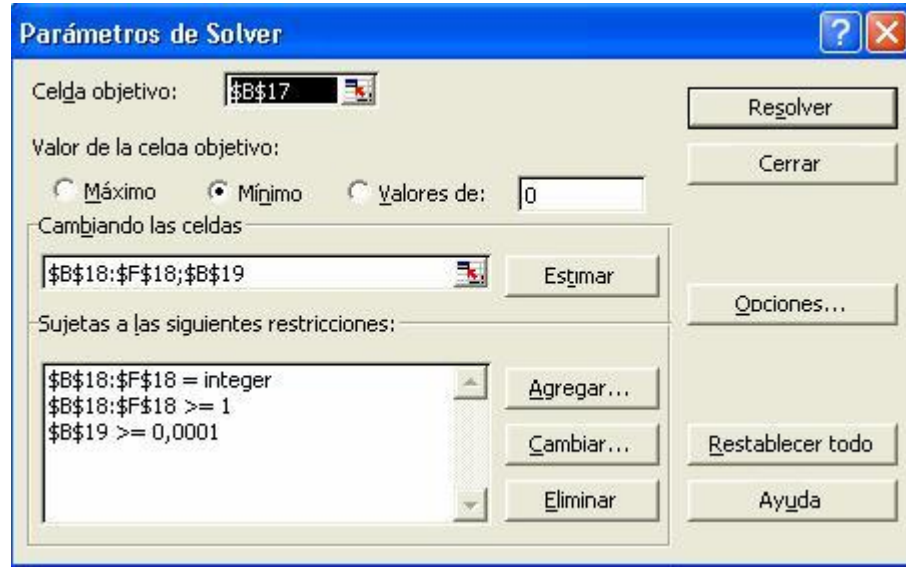 Parámetros de Solver
Celda objetivo: $B$17
Resolver
Valor de la celda objetivo:
Cerrar
Máximo Mínimo Valores de: 0
Cambiando las celdas
$B$18:$F$18;$B$19 Estimar
Opciones...
Sujetas a las siguientes restricciones:
$B$18:$F$18 = integer
$B$18:$F$18 >= 1
$B$19 >= 0,0001
Agregar...
Cambiar...
Restablecer todo
Eliminar
Ayuda